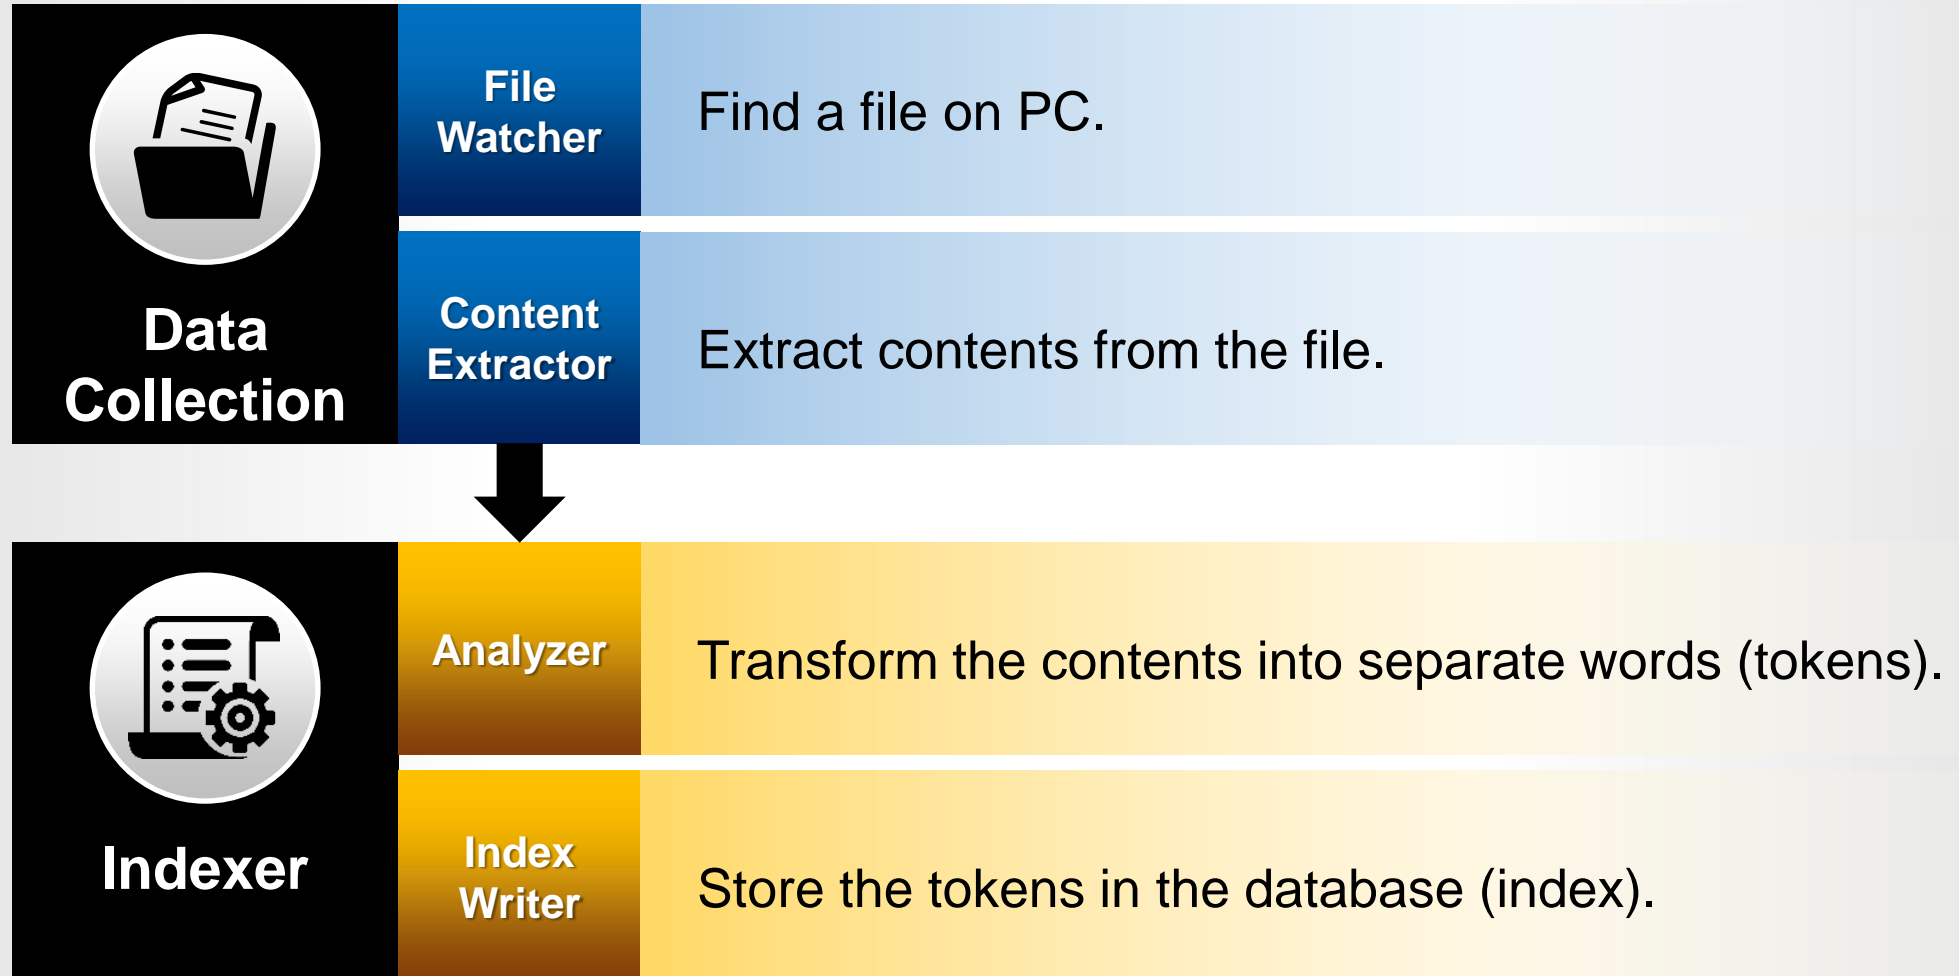 Data
Collection
File
Watcher
Find a file on PC.
Content
Extractor
Extract contents from the file.
Indexer
Analyzer
Transform the contents into separate words (tokens).
Index
Writer
Store the tokens in the database (index).